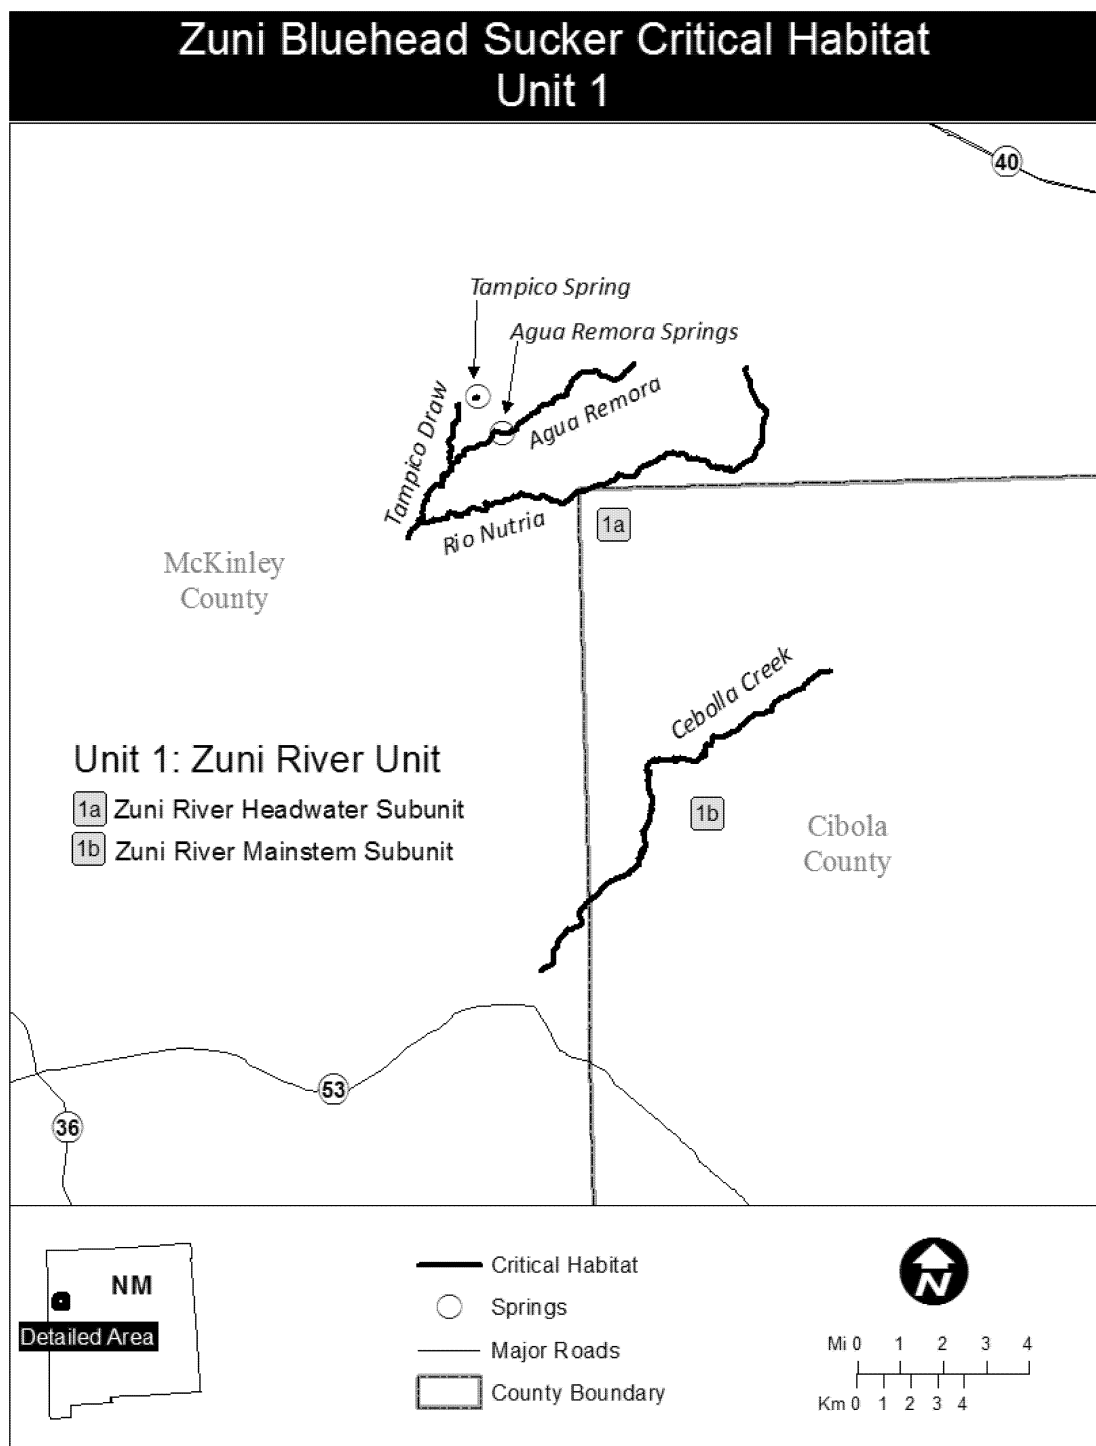 Zuni Bluehead Sucker Critical Habitat
Unit 1
40
Tampico Spring
Agua Remora Springs
Tampico Draw
Agua Remora
Rio Nutria
1a
McKinley
County
Cebolla Creek
Unit 1: Zuni River Unit
1a Zuni River Headwater Subunit
1b Zuni River Mainstem Subunit
1b
Cibola
County
53
36
NM
Detailed Area
Critical Habitat
Springs
Major Roads
County Boundary
N
Mi 0 1 2 3 4
Km 0 1 2 3 4